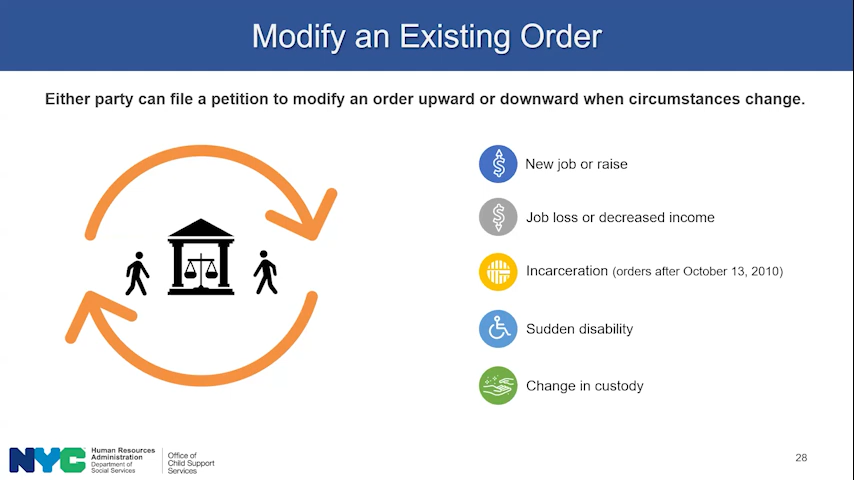 Modify an Existing Order
Either party can file a petition to modify an order upward or downward when circumstances change.
New job or raise
Job loss or decreased income
Incarceration (orders after October 13, 2010)
Sudden disability
Change in custody
NYC
Human Resources
Administration
Department of
Social Services
Office of
Child Support
Services
28